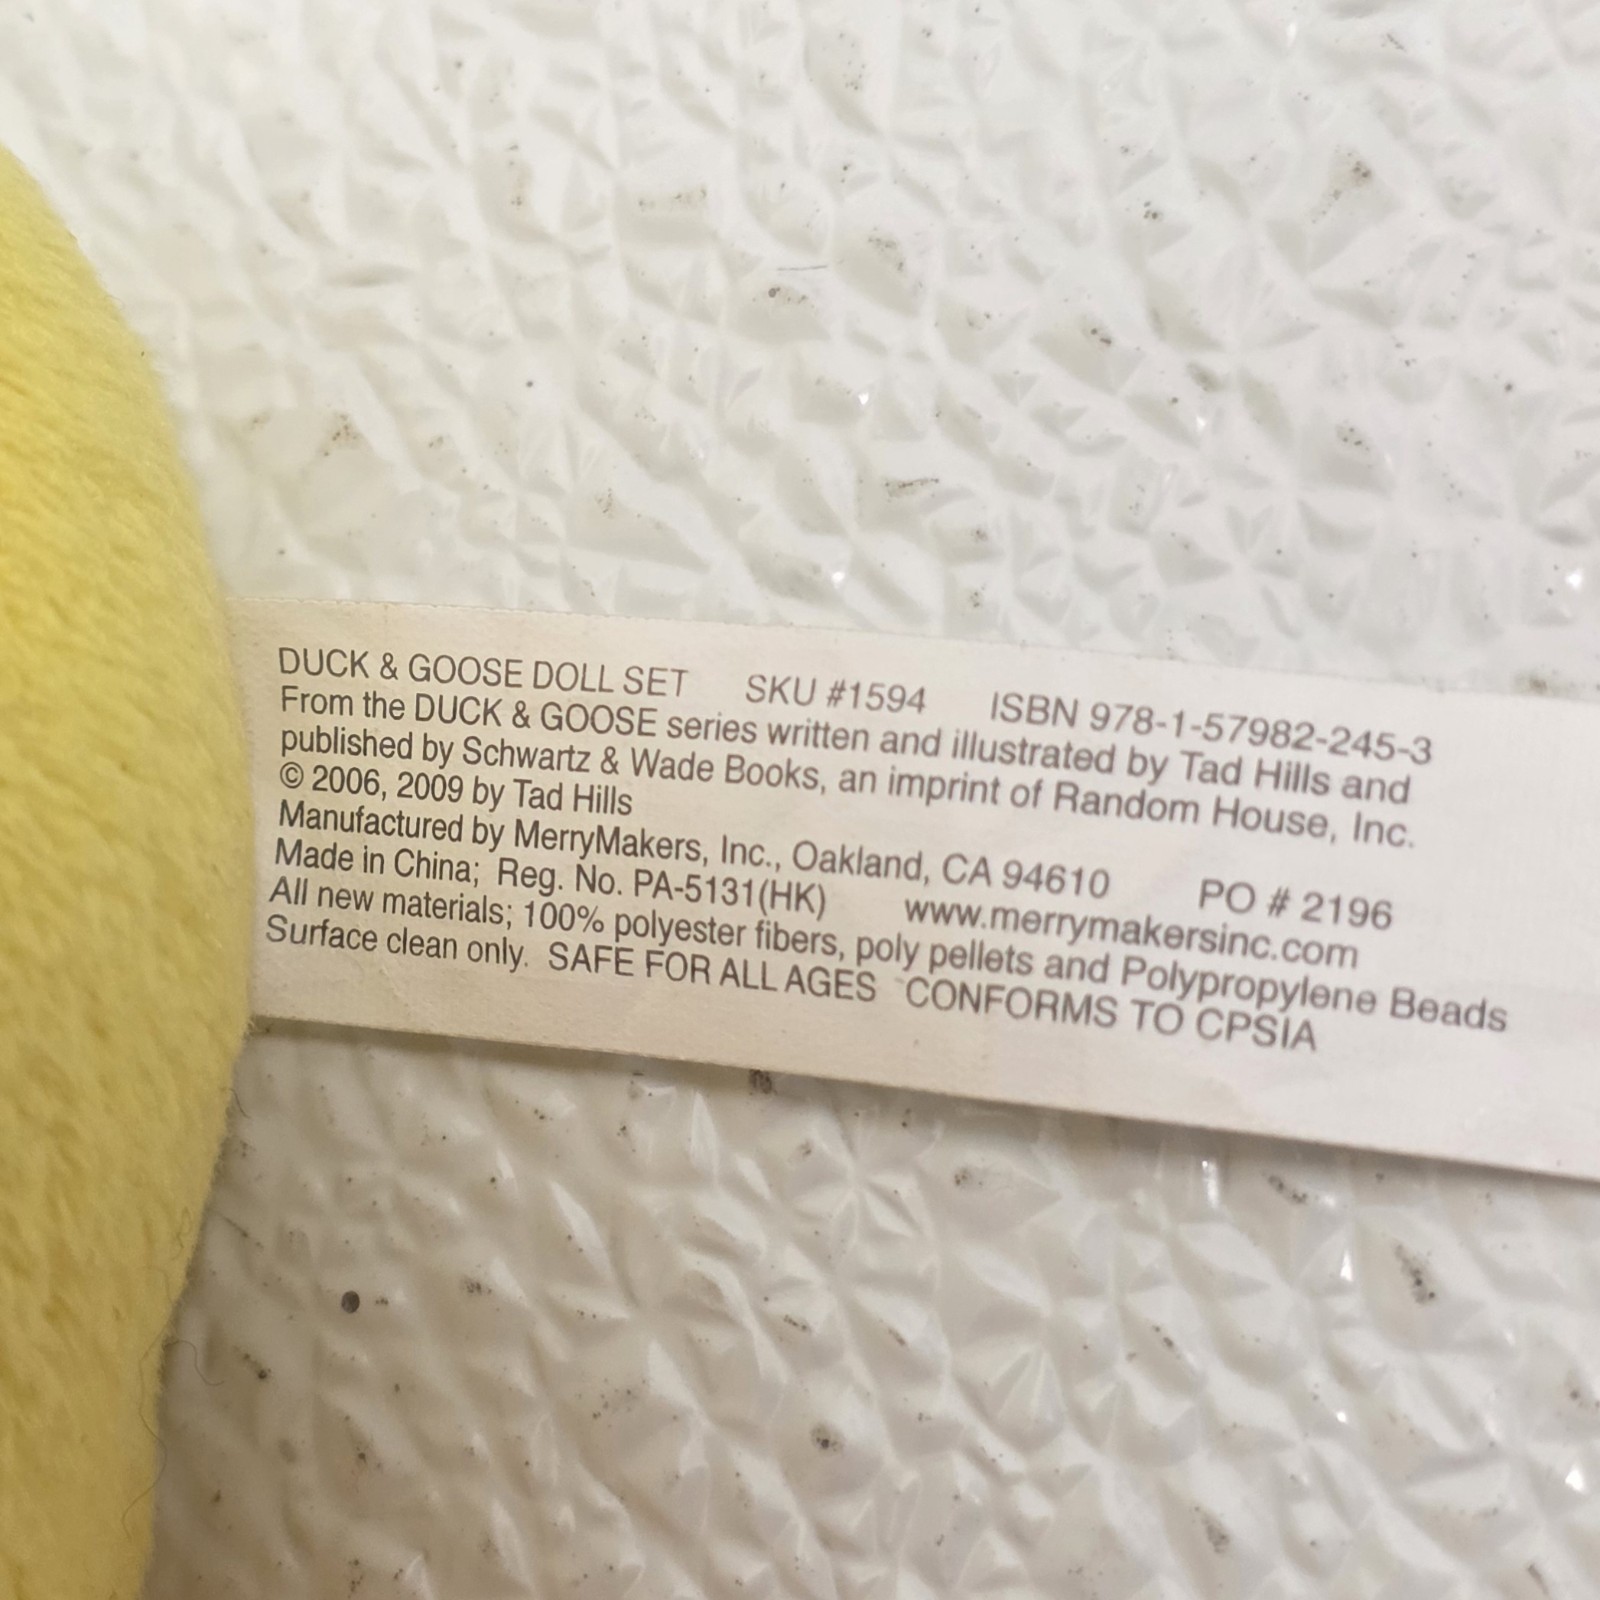 DUCK & GOOSE DOLL SET SKU #1594 ISBN 978-1-57982-245-3
From the DUCK & GOOSE series written and illustrated by Tad Hills and
published by Schwartz & Wade Books, an imprint of Random House, Inc.
© 2006, 2009 by Tad Hills
Manufactured by MerryMakers, Inc., Oakland, CA 94610 PO # 2196
Made in China; Reg. No. PA-5131(HK) www.merrymakersinc.com
All new materials; 100% polyester fibers, poly pellets and Polypropylene Beads
Surface clean only. SAFE FOR ALL AGES CONFORMS TO CPSIA